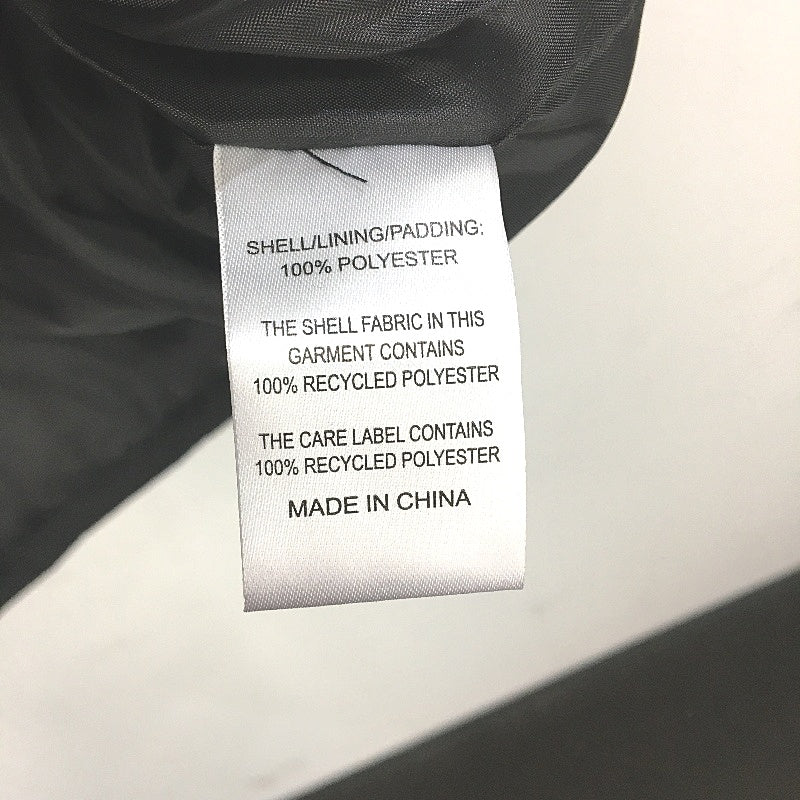 SHELL/LINING/PADDING:
100% POLYESTER
THE SHELL FABRIC IN THIS
GARMENT CONTAINS
100% RECYCLED POLYESTER
THE CARE LABEL CONTAINS
100% RECYCLED POLYESTER
MADE IN CHINA